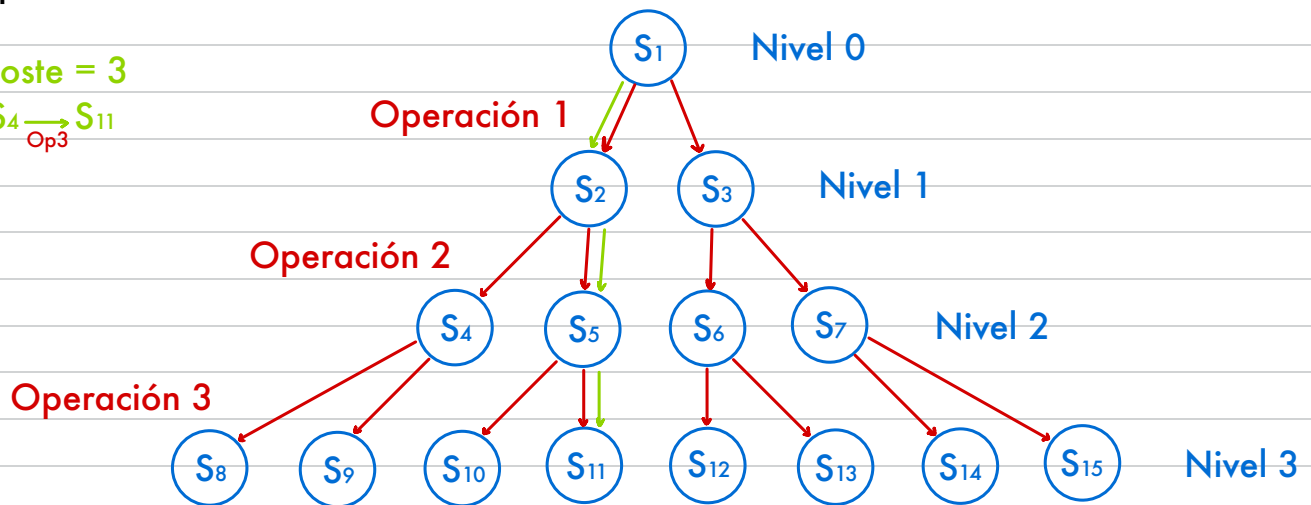 S1 Nivel 0
oste = 3
S4 → S11
Op3
Operación 1
S2 S3 Nivel 1
Operación 2
S4 S5 S6 S7 Nivel 2
Operación 3
S8 S9 S10 S11 S12 S13 S14 S15 Nivel 3